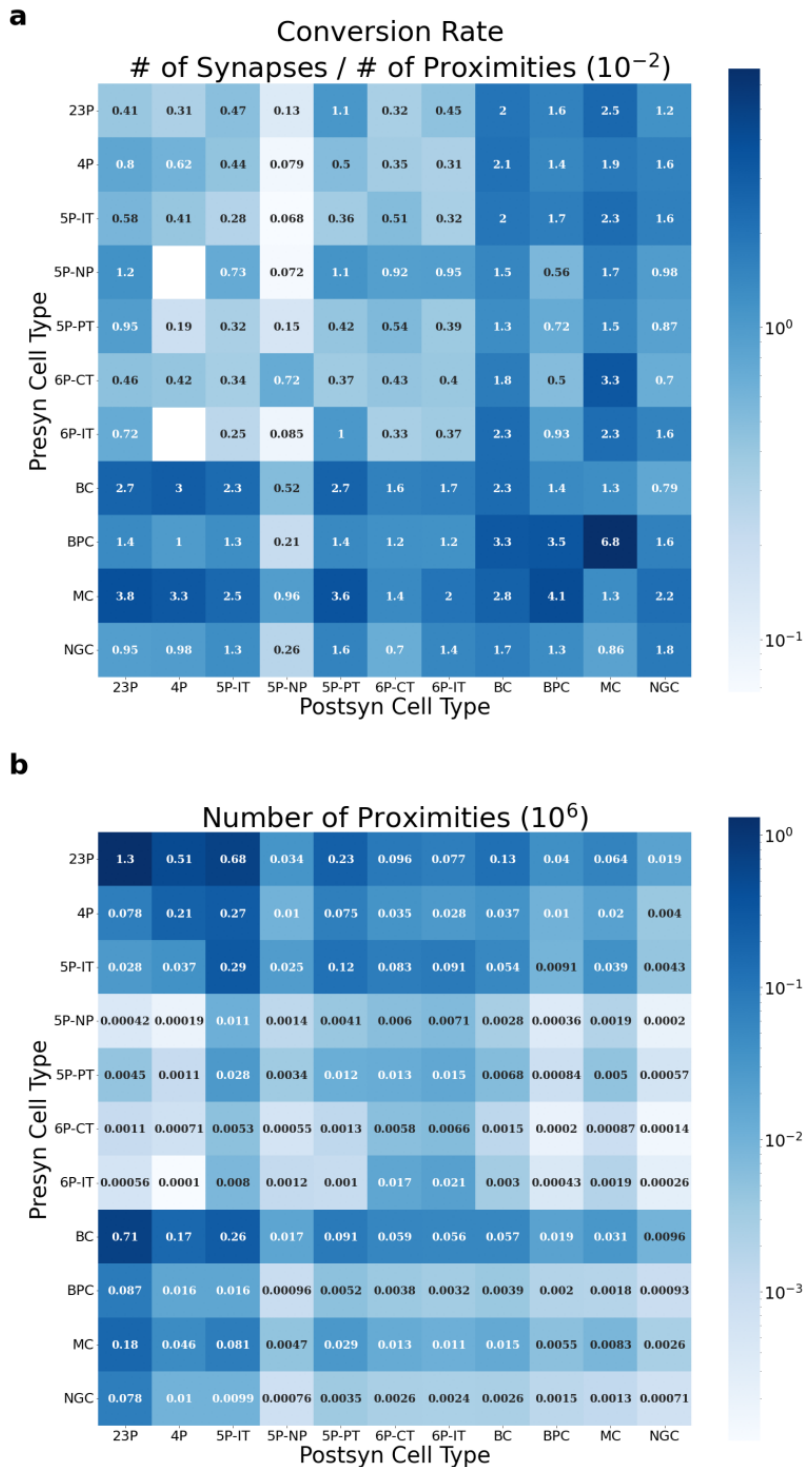 a
Conversion Rate
# of Synapses / # of Proximities (10⁻²)
Presyn Cell Type
23P 0.41 0.31 0.47 0.13 1.1 0.32 0.45 2 1.6 2.5 1.2
4P 0.8 0.62 0.44 0.079 0.5 0.35 0.31 2.1 1.4 1.9 1.6
5P-IT 0.58 0.41 0.28 0.068 0.36 0.51 0.32 2 1.7 2.3 1.6
5P-NP 1.2 0.73 0.072 1.1 0.92 0.95 1.5 0.56 1.7 0.98
5P-PT 0.95 0.19 0.32 0.15 0.42 0.54 0.39 1.3 0.72 1.5 0.87
6P-CT 0.46 0.42 0.34 0.72 0.37 0.43 0.4 1.8 0.5 3.3 0.7
6P-IT 0.72 0.25 0.085 1 0.33 0.37 2.3 0.93 2.3 1.6
BC 2.7 3 2.3 0.52 2.7 1.6 1.7 2.3 1.4 1.3 0.79
BPC 1.4 1 1.3 0.21 1.4 1.2 1.2 3.3 3.5 6.8 1.6
MC 3.8 3.3 2.5 0.96 3.6 1.4 2 2.8 4.1 1.3 2.2
NGC 0.95 0.98 1.3 0.26 1.6 0.7 1.4 1.7 1.3 0.86 1.8
23P 4P 5P-IT 5P-NP 5P-PT 6P-CT 6P-IT BC BPC MC NGC
Postsyn Cell Type
10⁰
10⁻¹
b
Number of Proximities (10⁶)
Presyn Cell Type
23P 1.3 0.51 0.68 0.034 0.23 0.096 0.077 0.13 0.04 0.064 0.019
4P 0.078 0.21 0.27 0.01 0.075 0.035 0.028 0.037 0.01 0.02 0.004
5P-IT 0.028 0.037 0.29 0.025 0.12 0.083 0.091 0.054 0.0091 0.039 0.0043
5P-NP 0.00042 0.00019 0.011 0.0014 0.0041 0.006 0.0071 0.0028 0.00036 0.0019 0.0002
5P-PT 0.0045 0.0011 0.028 0.0034 0.012 0.013 0.015 0.0068 0.00084 0.005 0.00057
6P-CT 0.0011 0.00071 0.0053 0.00055 0.0013 0.0058 0.0066 0.0015 0.0002 0.00087 0.00014
6P-IT 0.00056 0.0001 0.008 0.0012 0.001 0.017 0.021 0.003 0.00043 0.0019 0.00026
BC 0.71 0.17 0.26 0.017 0.091 0.059 0.056 0.057 0.019 0.031 0.0096
BPC 0.087 0.016 0.016 0.00096 0.0052 0.0038 0.0032 0.0039 0.002 0.0018 0.00093
MC 0.18 0.046 0.081 0.0047 0.029 0.013 0.011 0.015 0.0055 0.0083 0.0026
NGC 0.078 0.01 0.0099 0.00076 0.0035 0.0026 0.0024 0.0026 0.0015 0.0013 0.00071
23P 4P 5P-IT 5P-NP 5P-PT 6P-CT 6P-IT BC BPC MC NGC
Postsyn Cell Type
10⁰
10⁻¹
10⁻²
10⁻³